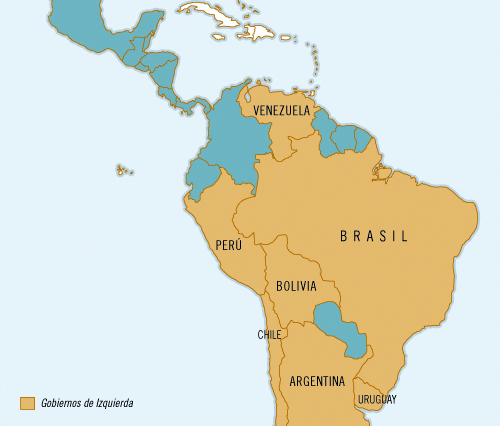 VENEZUELA
BRASIL
PERÚ
BOLIVIA
CHILE
ARGENTINA
URUGUAY
Gobiernos de Izquierda